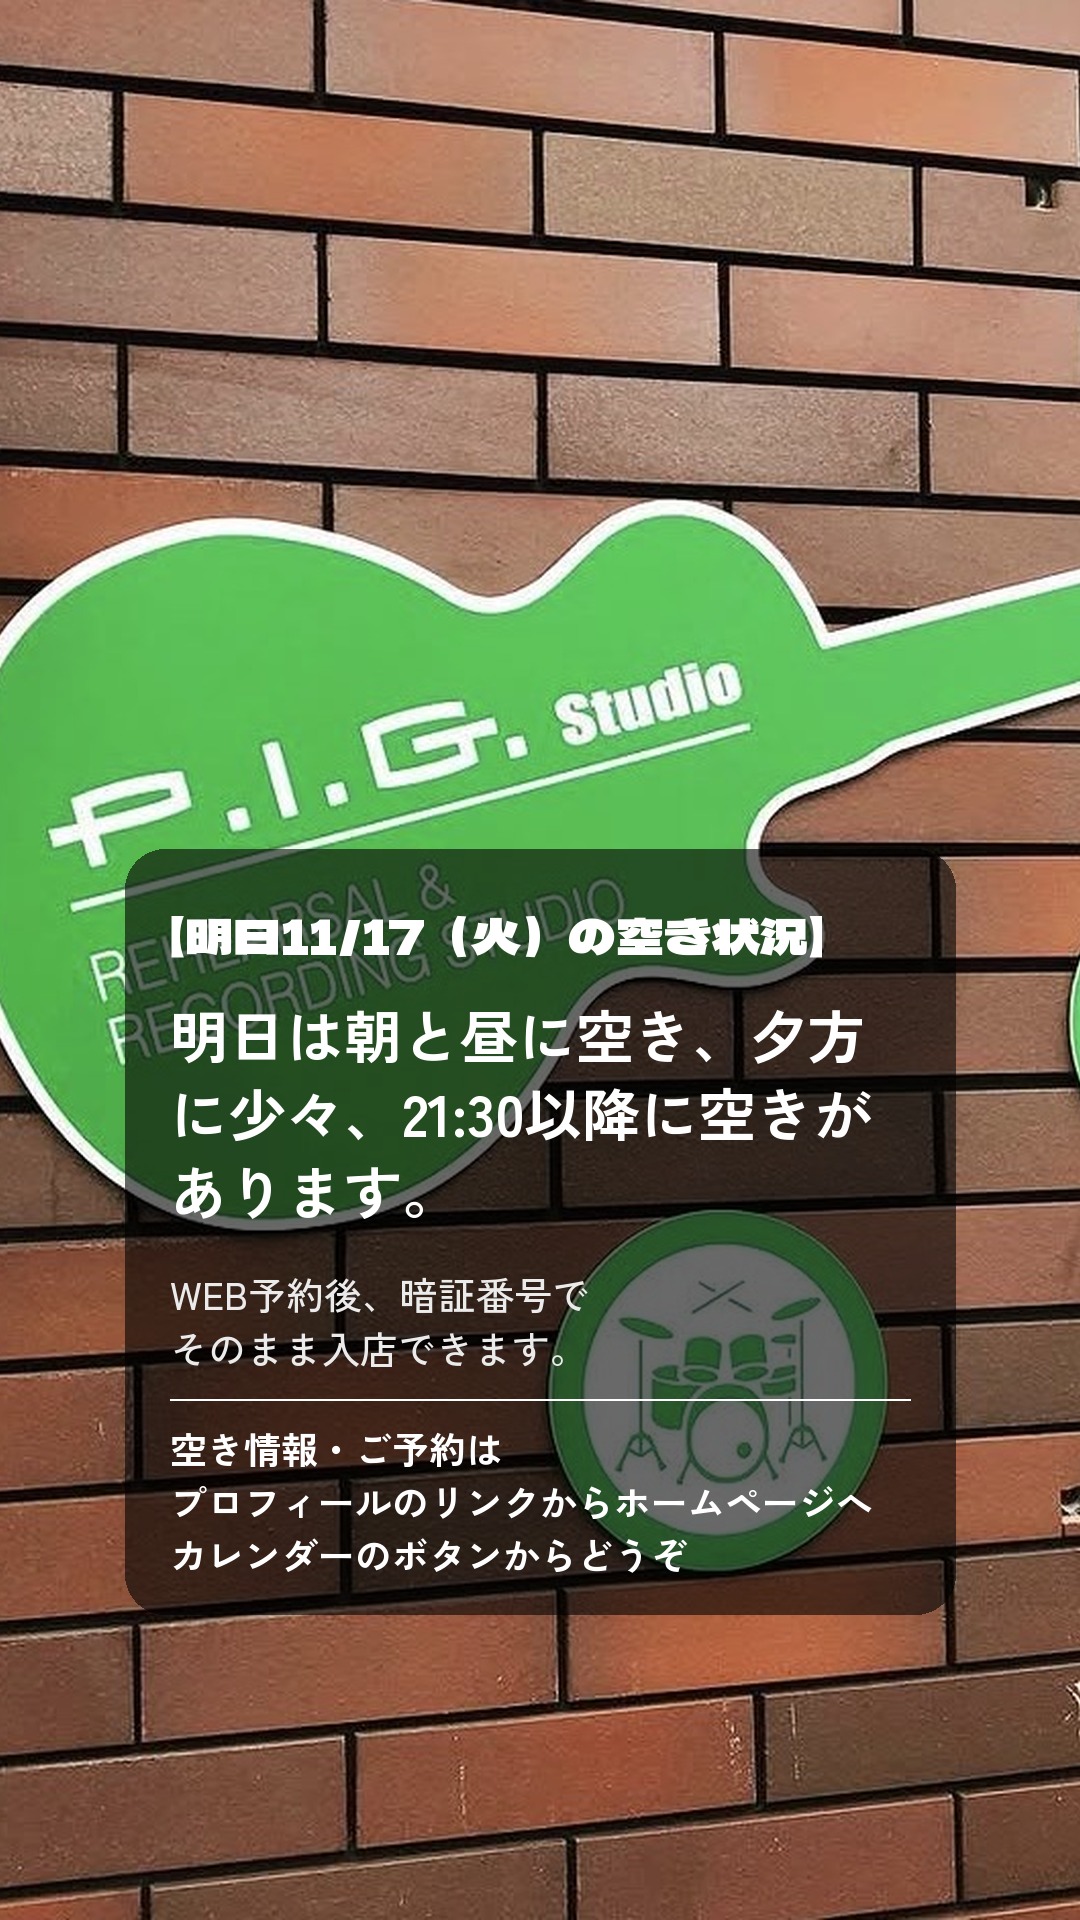 P.I.G. Studio
REHEARSAL &
RECORDING STUDIO
【明日11/17（火）の空き状況】
明日は朝と昼に空き、夕方
に少々、21:30以降に空きが
あります。
WEB予約後、暗証番号で
そのまま入店できます。
空き情報・ご予約は
プロフィールのリンクからホームページへ
カレンダーのボタンからどうぞ